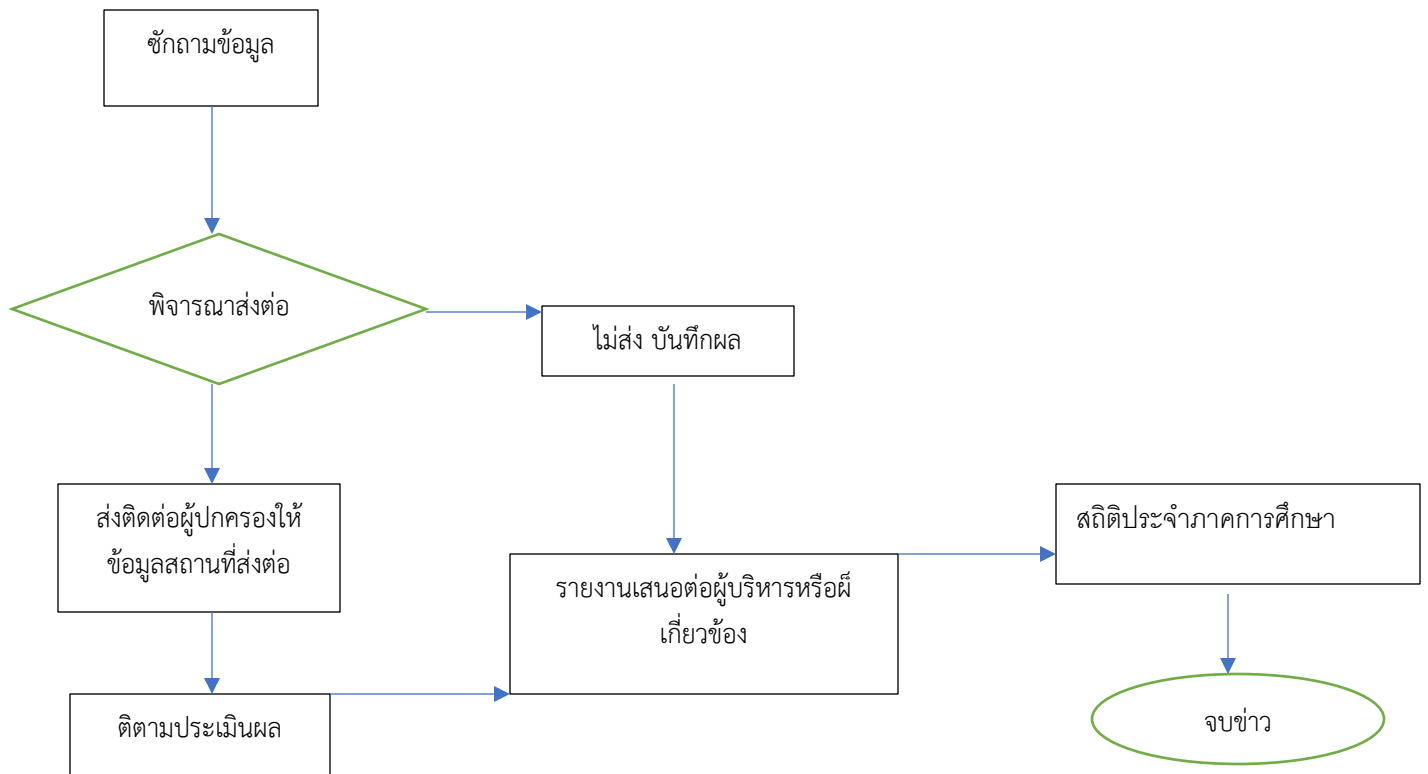 ซักถามข้อมูล
พิจารณาส่งต่อ
ไม่ส่ง บันทึกผล
ส่งติดต่อผู้ปกครองให้
ข้อมูลสถานที่ส่งต่อ
สถิติประจำภาคการศึกษา
รายงานเสนอต่อผู้บริหารหรือผ็
เกี่ยวข้อง
ติตามประเมินผล
จบข่าว